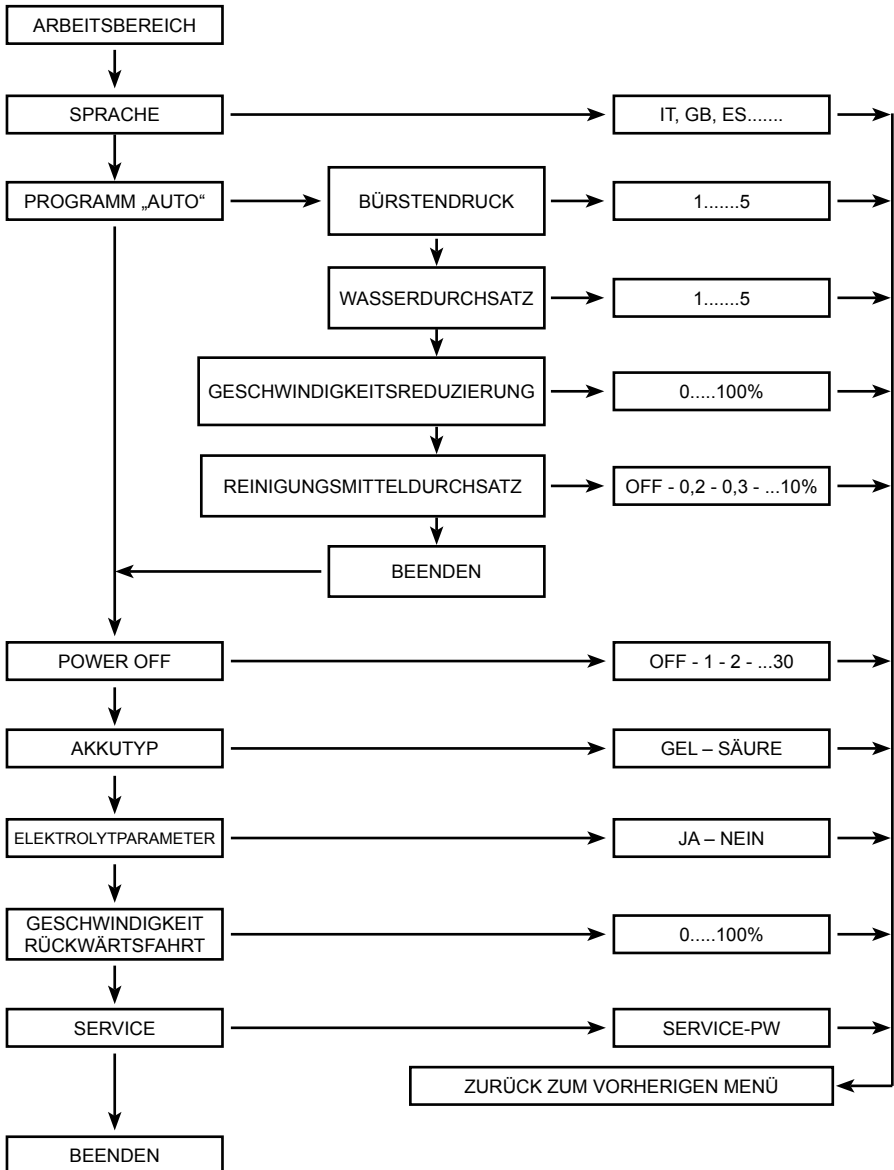 ARBEITSBEREICH
SPRACHE
IT, GB, ES.......
PROGRAMM „AUTO“
BÜRSTENDRUCK
1.......5
WASSERDURCHSATZ
1.......5
GESCHWINDIGKEITSREDUZIERUNG
0.....100%
REINIGUNGSMITTELDURCHSATZ
OFF - 0,2 - 0,3 - ...10%
BEENDEN
POWER OFF
OFF - 1 - 2 - ...30
AKKUTYP
GEL – SÄURE
ELEKTROLYTPARAMETER
JA – NEIN
GESCHWINDIGKEIT
RÜCKWÄRTSFAHRT
0.....100%
SERVICE
SERVICE-PW
ZURÜCK ZUM VORHERIGEN MENÜ
BEENDEN